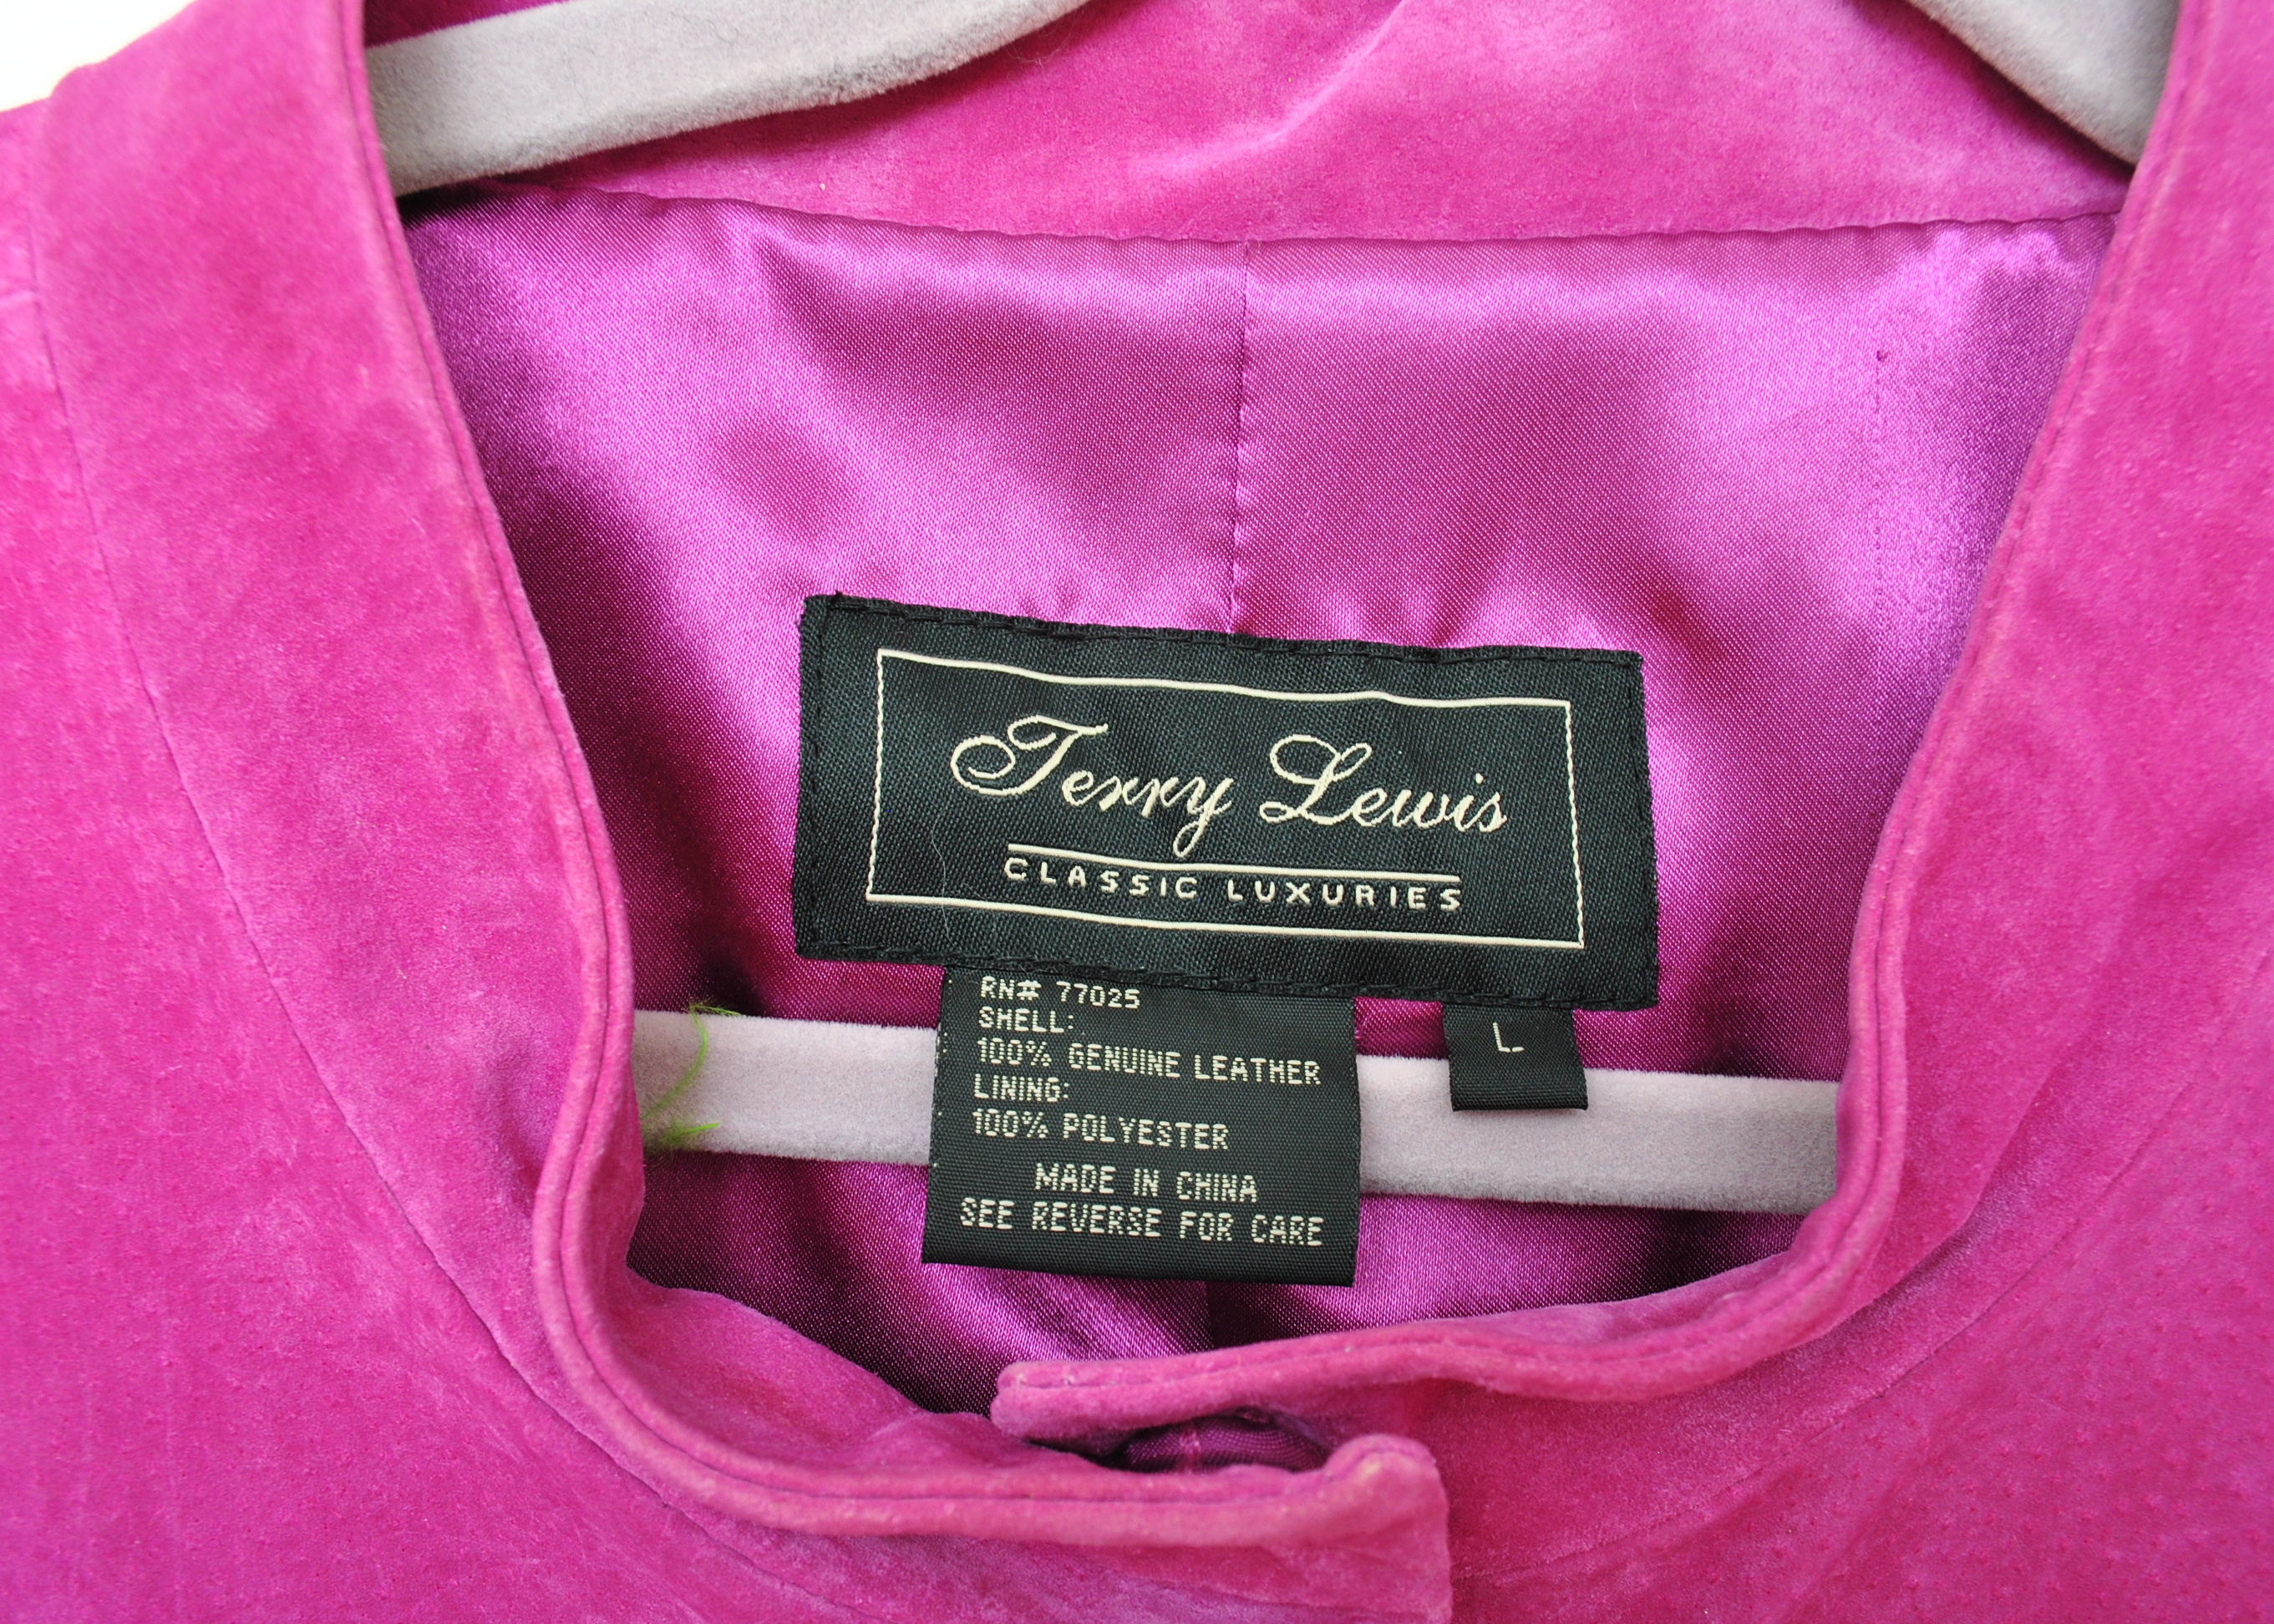 Terry Lewis
CLASSIC LUXURIES
RN# 77025
SHELL:
100% GENUINE LEATHER
LINING:
100% POLYESTER
MADE IN CHINA
SEE REVERSE FOR CARE
L